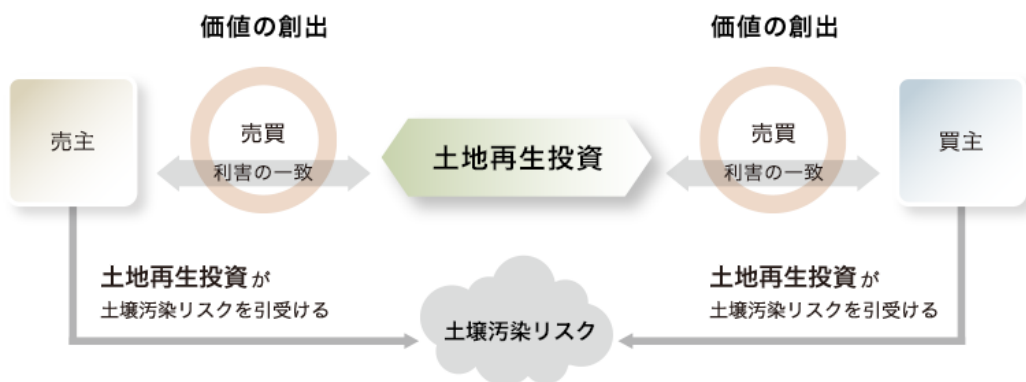 価値の創出
価値の創出
売主
売買
利害の一致
土地再生投資
売買
利害の一致
買主
土地再生投資が
土壌汚染リスクを引受ける
土地再生投資が
土壌汚染リスクを引受ける
土壌汚染リスク